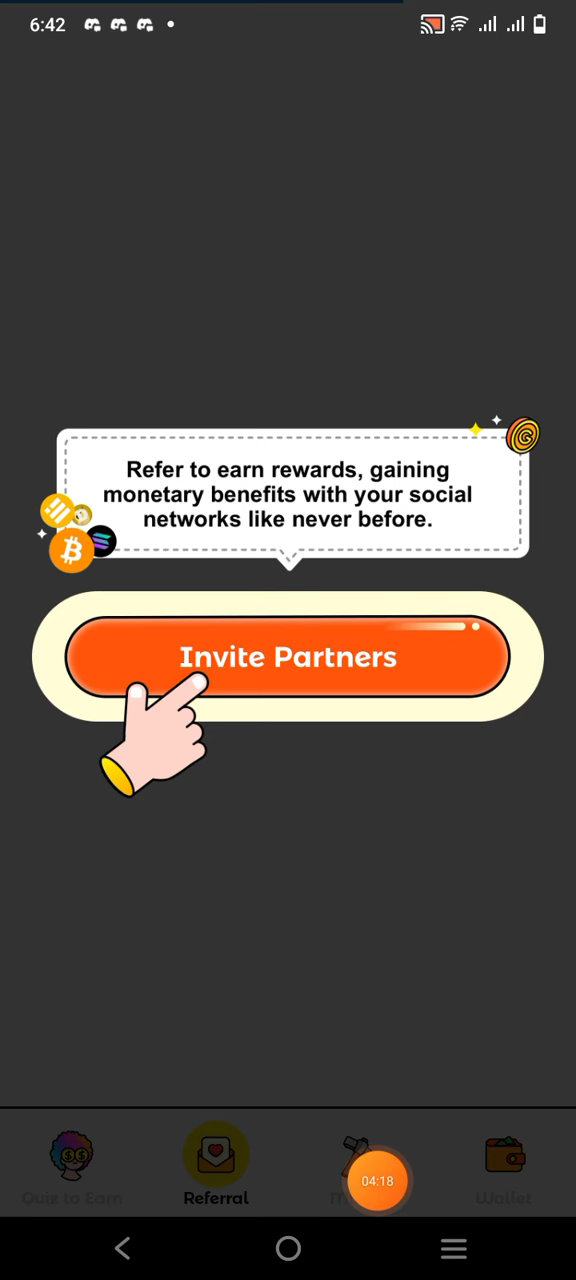 6:42
Refer to earn rewards, gaining
monetary benefits with your social
networks like never before.
Invite Partners
Quiz to Earn
Referral
04:18
Wallet